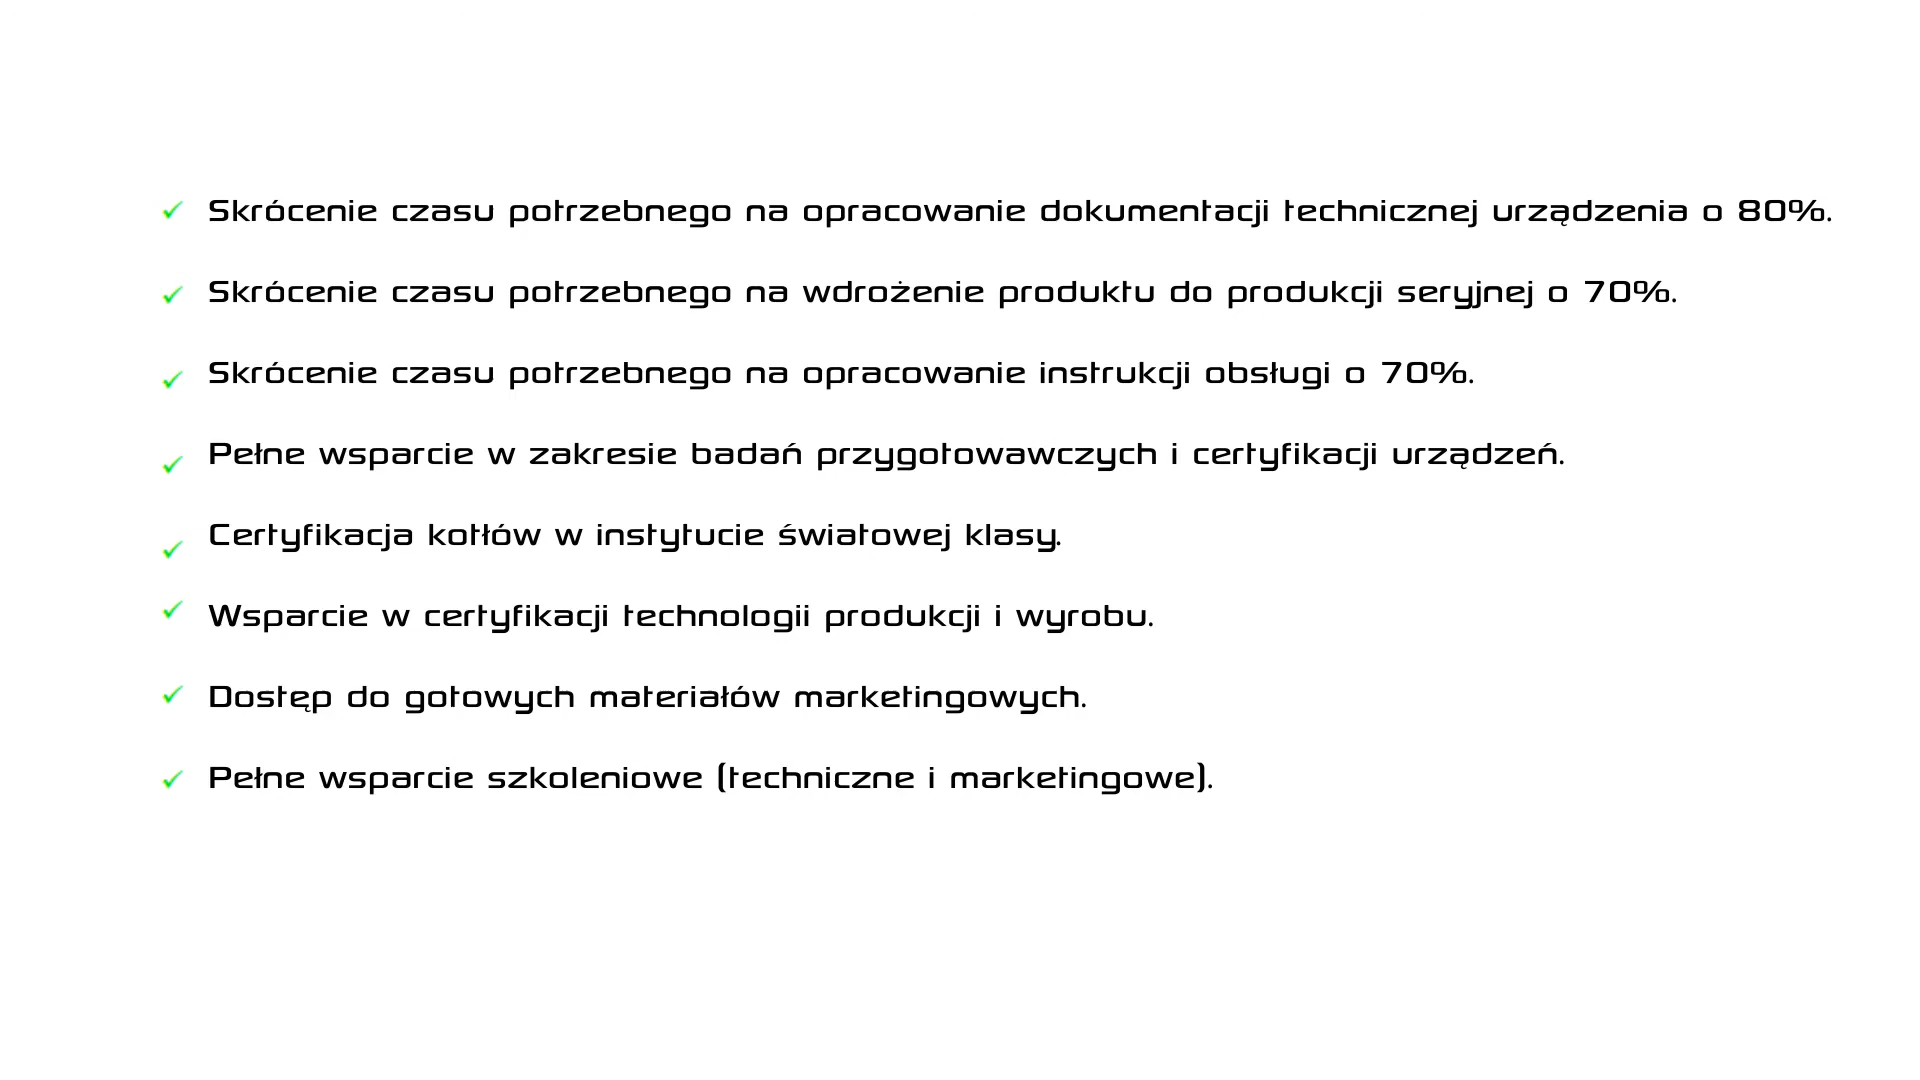 Skrócenie czasu potrzebnego na opracowanie dokumentacji technicznej urządzenia o 80%.
Skrócenie czasu potrzebnego na wdrożenie produktu do produkcji seryjnej o 70%.
Skrócenie czasu potrzebnego na opracowanie instrukcji obsługi o 70%.
Pełne wsparcie w zakresie badań przygotowawczych i certyfikacji urządzeń.
Certyfikacja kotłów w instytucie światowej klasy.
Wsparcie w certyfikacji technologii produkcji i wyrobu.
Dostęp do gotowych materiałów marketingowych.
Pełne wsparcie szkoleniowe (techniczne i marketingowe).